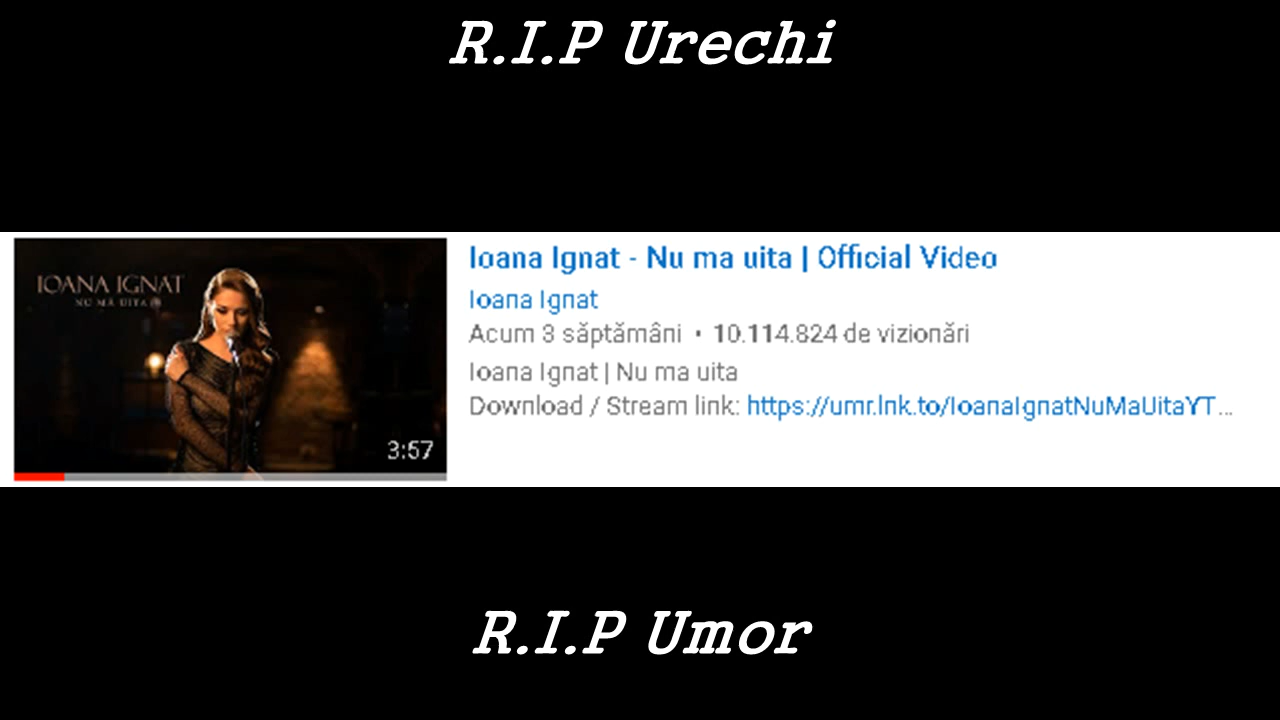 R.I.P Urechi
IOANA IGNAT
NU MĂ UITA
3:57
Ioana Ignat - Nu ma uita | Official Video
Ioana Ignat
Acum 3 săptămâni • 10.114.824 de vizionări
Ioana Ignat | Nu ma uita
Download / Stream link: https://umr.lnk.to/IoanaIgnatNuMaUitaYT...
R.I.P Umor